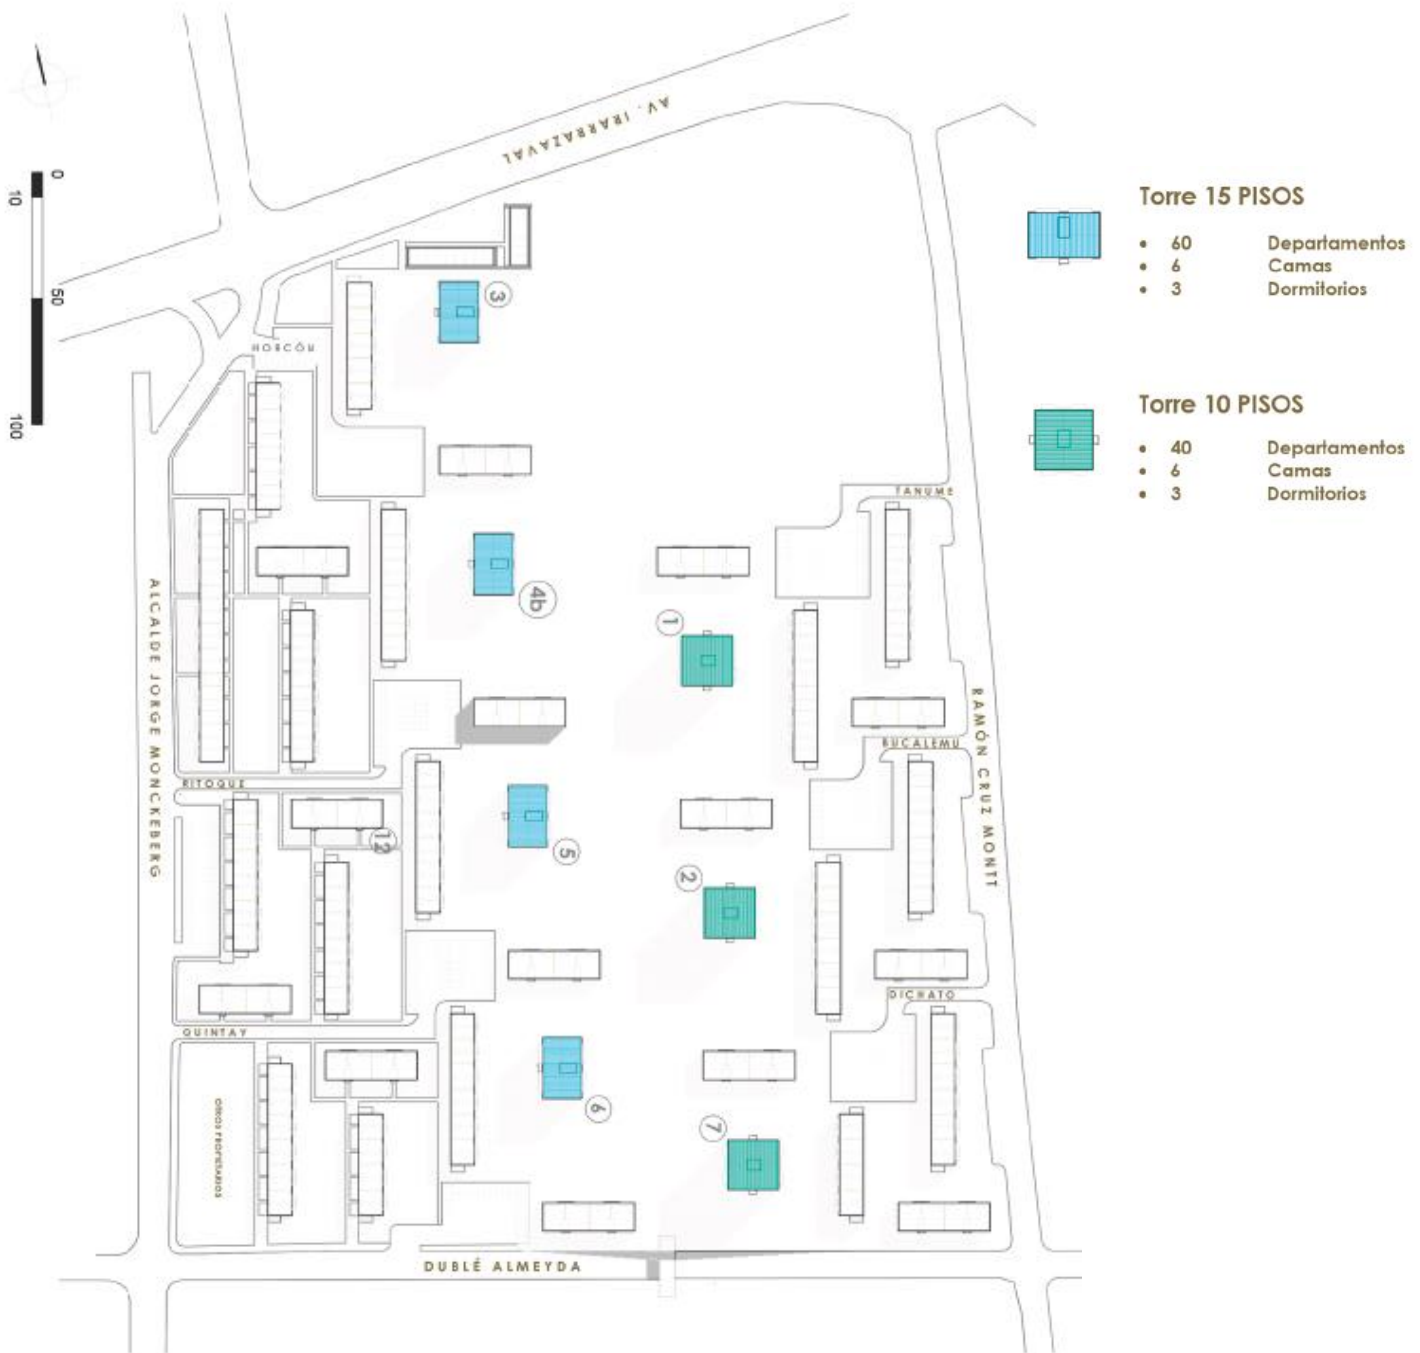 AV. IRARRAZAVAL
0
10
50
100
Torre 15 PISOS
• 60 Departamentos
• 6 Camas
• 3 Dormitorios
Torre 10 PISOS
• 40 Departamentos
• 6 Camas
• 3 Dormitorios
3
HORCÓN
TANUME
4b
1
ALCALDE JORGE MONCKEBERG
RAMÓN CRUZ MONTT
BUCALEMU
RITOQUE
12
5
2
DICHATO
QUINTAY
6
7
OTROS PROPIETARIOS
DUBLÉ ALMEYDA